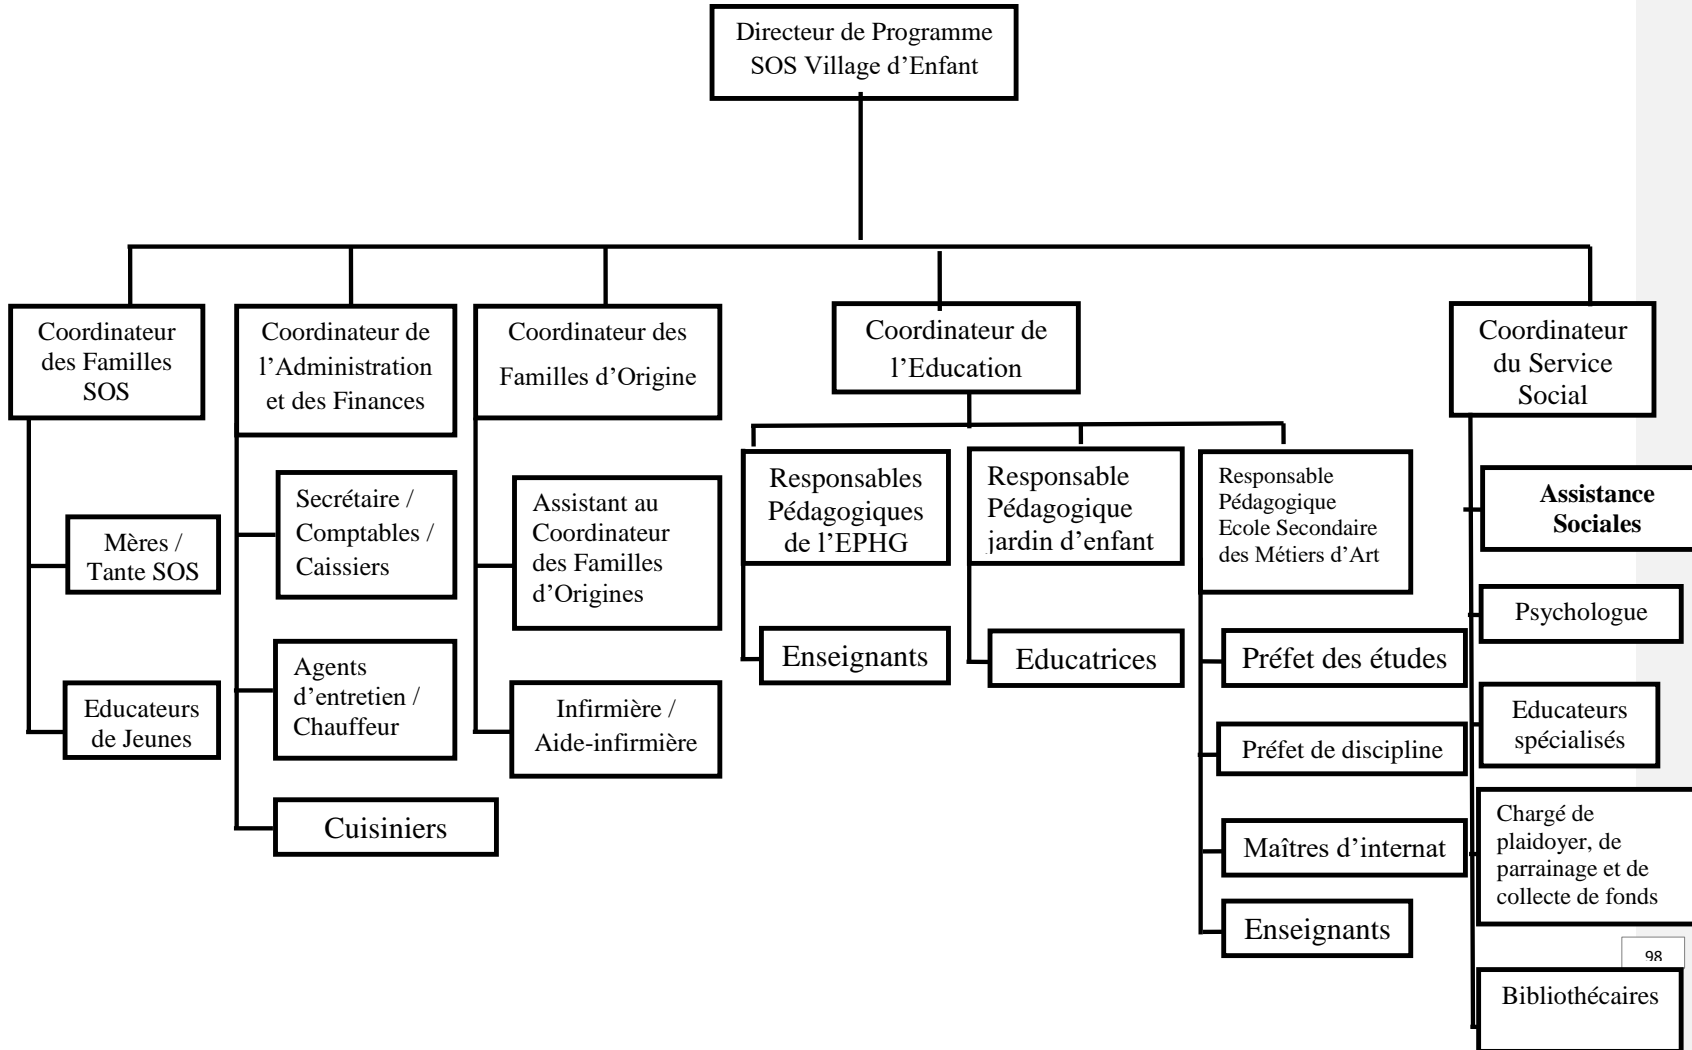 Directeur de Programme
SOS Village d’Enfant
Coordinateur
des Familles
SOS
Coordinateur de
l’Administration
et des Finances
Coordinateur des
Familles d’Origine
Coordinateur de
l’Education
Coordinateur
du Service
Social
Mères /
Tante SOS
Educateurs
de Jeunes
Secrétaire /
Comptables /
Caissiers
Agents
d’entretien /
Chauffeur
Cuisiniers
Assistant au
Coordinateur
des Familles
d’Origines
Infirmière /
Aide-infirmière
Responsables
Pédagogiques
de l’EPHG
Enseignants
Responsable
Pédagogique
jardin d’enfant
Educatrices
Responsable
Pédagogique
Ecole Secondaire
des Métiers d’Art
Préfet des études
Préfet de discipline
Maîtres d’internat
Enseignants
Assistance
Sociales
Psychologue
Educateurs
spécialisés
Chargé de
plaidoyer, de
parrainage et de
collecte de fonds
Bibliothécaires
98